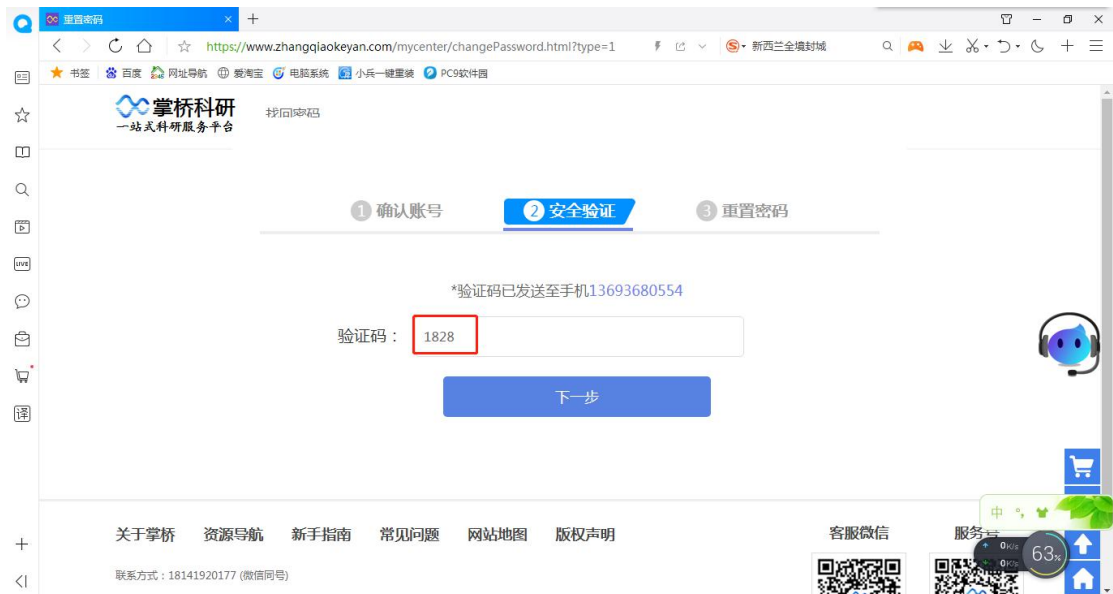 重置密码
https://www.zhangqiaokeyan.com/mycenter/changePassword.html?type=1
新西兰全境封城
书签 百度 网址导航 爱淘宝 电脑系统 小兵一键重装 PC9软件园
掌桥科研
一站式科研服务平台
找回密码
1 确认账号 2 安全验证 3 重置密码
*验证码已发送至手机13693680554
验证码： 1828
下一步
LIVE
译
中
关于掌桥 资源导航 新手指南 常见问题 网站地图 版权声明 客服微信 服务号
0K/s
0K/s
63%
联系方式：18141920177 (微信同号)